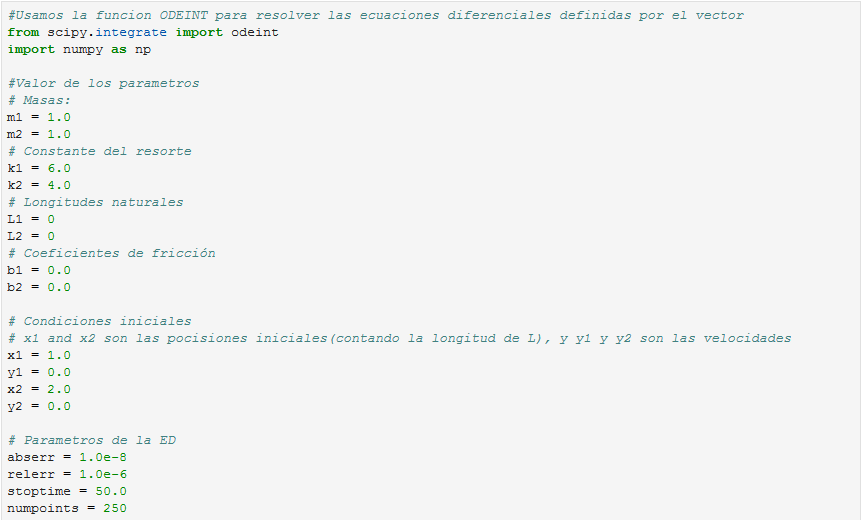 #Usamos la funcion ODEINT para resolver las ecuaciones diferenciales definidas por el vector
from scipy.integrate import odeint
import numpy as np
#Valor de los parametros
# Masas:
m1 = 1.0
m2 = 1.0
# Constante del resorte
k1 = 6.0
k2 = 4.0
# Longitudes naturales
L1 = 0
L2 = 0
# Coeficientes de fricción
b1 = 0.0
b2 = 0.0
# Condiciones iniciales
# x1 and x2 son las pocisiones iniciales(contando la longitud de L), y y1 y y2 son las velocidades
x1 = 1.0
y1 = 0.0
x2 = 2.0
y2 = 0.0
# Parametros de la ED
abserr = 1.0e-8
relerr = 1.0e-6
stoptime = 50.0
numpoints = 250